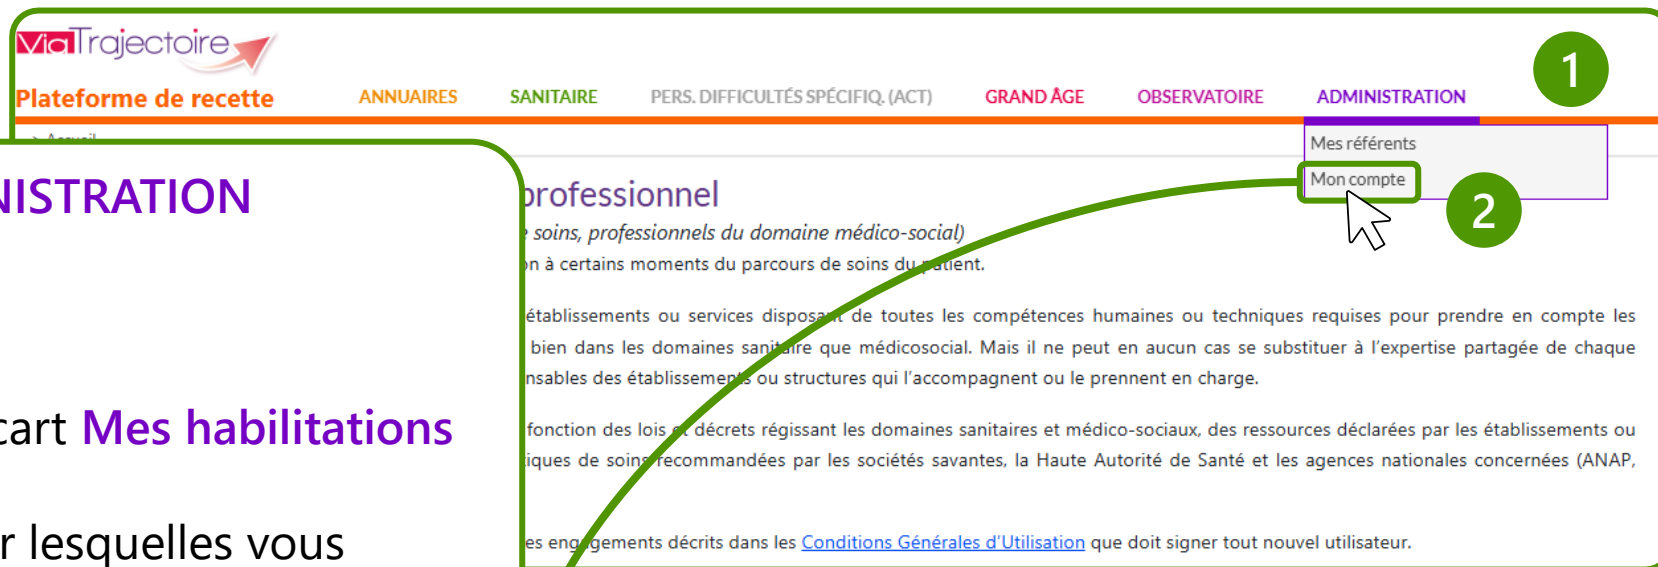 ViaTrajectoire
1
Plateforme de recette
ANNUAIRES
SANITAIRE
PERS. DIFFICULTÉS SPÉCIFIQ. (ACT)
GRAND ÂGE
OBSERVATOIRE
ADMINISTRATION
> Accueil
Mes référents
Mon compte
2
NISTRATION
cart Mes habilitations
r lesquelles vous
professionnel
soins, professionnels du domaine médico-social)
on à certains moments du parcours de soins du patient.
établissements ou services disposant de toutes les compétences humaines ou techniques requises pour prendre en compte les
bien dans les domaines sanitaire que médicosocial. Mais il ne peut en aucun cas se substituer à l'expertise partagée de chaque
nsables des établissements ou structures qui l'accompagnent ou le prennent en charge.
fonction des lois et décrets régissant les domaines sanitaires et médico-sociaux, des ressources déclarées par les établissements ou
iques de soins recommandées par les sociétés savantes, la Haute Autorité de Santé et les agences nationales concernées (ANAP,
es engagements décrits dans les Conditions Générales d'Utilisation que doit signer tout nouvel utilisateur.